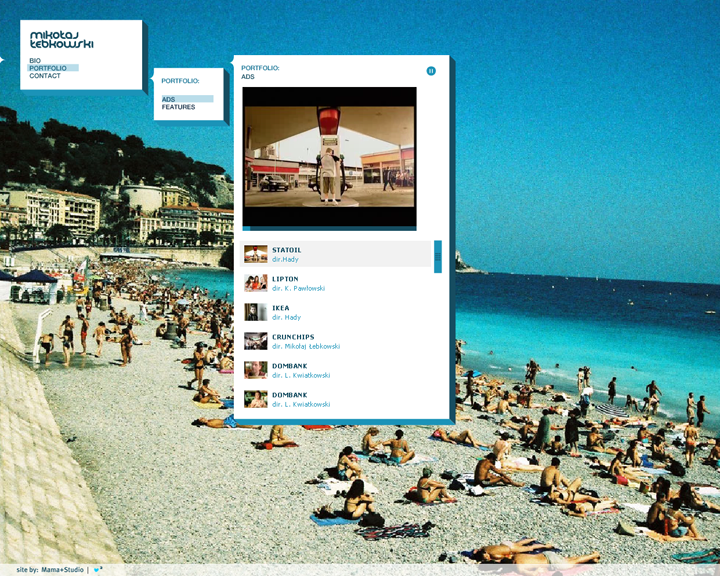 mikołaj
łebkowski
BIO
PORTFOLIO
CONTACT
PORTFOLIO:
ADS
FEATURES
PORTFOLIO:
ADS
STATOIL
dir.Hady
LIPTON
dir. K. Pawłowski
IKEA
dir. Hady
CRUNCHIPS
dir. Mikołaj Łebkowski
DOMBANK
dir. L. Kwiatkowski
DOMBANK
dir. L. Kwiatkowski
site by: Mama+Studio |